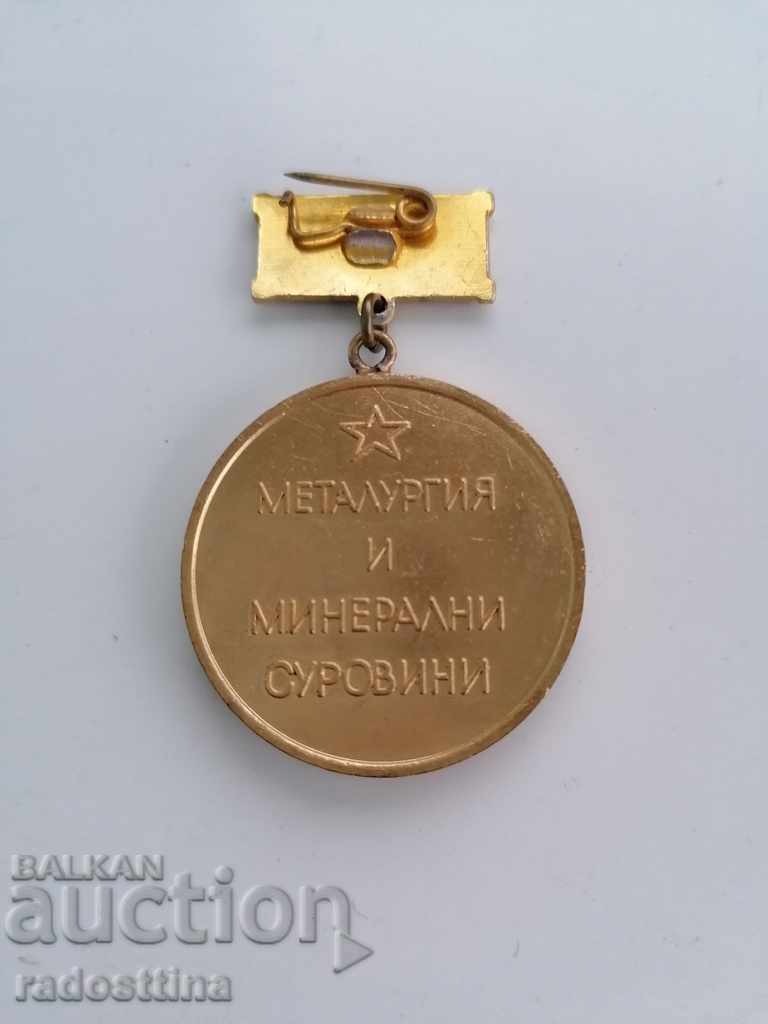 МЕТАЛУРГИЯ
И
МИНЕРАЛНИ
СУРОВИНИ
BALKAN
auction
radosttina